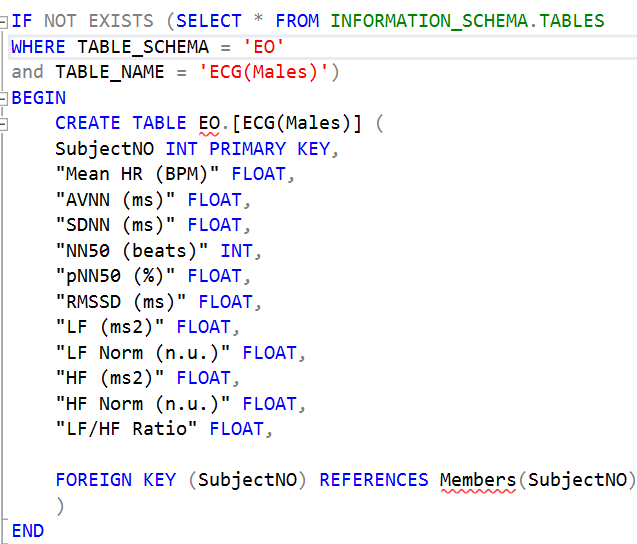 IF NOT EXISTS (SELECT * FROM INFORMATION_SCHEMA.TABLES
WHERE TABLE_SCHEMA = 'EO'
and TABLE_NAME = 'ECG(Males)')
BEGIN
CREATE TABLE EO.[ECG(Males)] (
SubjectNO INT PRIMARY KEY,
"Mean HR (BPM)" FLOAT,
"AVNN (ms)" FLOAT,
"SDNN (ms)" FLOAT,
"NN50 (beats)" INT,
"pNN50 (%)" FLOAT,
"RMSSD (ms)" FLOAT,
"LF (ms2)" FLOAT,
"LF Norm (n.u.)" FLOAT,
"HF (ms2)" FLOAT,
"HF Norm (n.u.)" FLOAT,
"LF/HF Ratio" FLOAT,
FOREIGN KEY (SubjectNO) REFERENCES Members(SubjectNO)
)
END